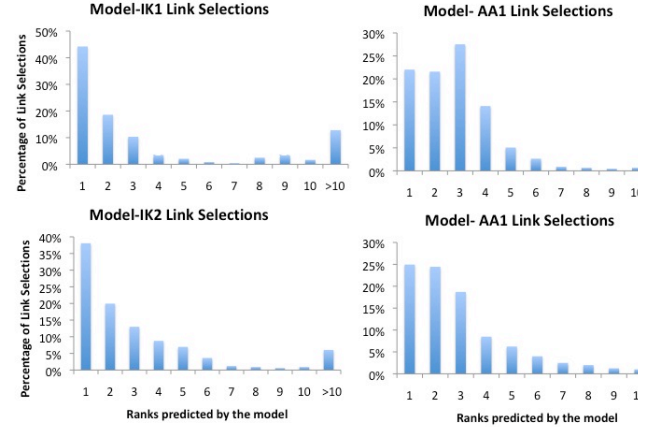 Model-IK1 Link Selections
Percentage of Link Selections
50%
40%
30%
20%
10%
0%
1 2 3 4 5 6 7 8 9 10 >10
Model- AA1 Link Selections
30%
25%
20%
15%
10%
5%
0%
1 2 3 4 5 6 7 8 9
Model-IK2 Link Selections
Percentage of Link Selections
40%
35%
30%
25%
20%
15%
10%
5%
0%
1 2 3 4 5 6 7 8 9 10 >10
Ranks predicted by the model
Model- AA1 Link Selections
30%
25%
20%
15%
10%
5%
0%
1 2 3 4 5 6 7 8 9
Ranks predicted by the model